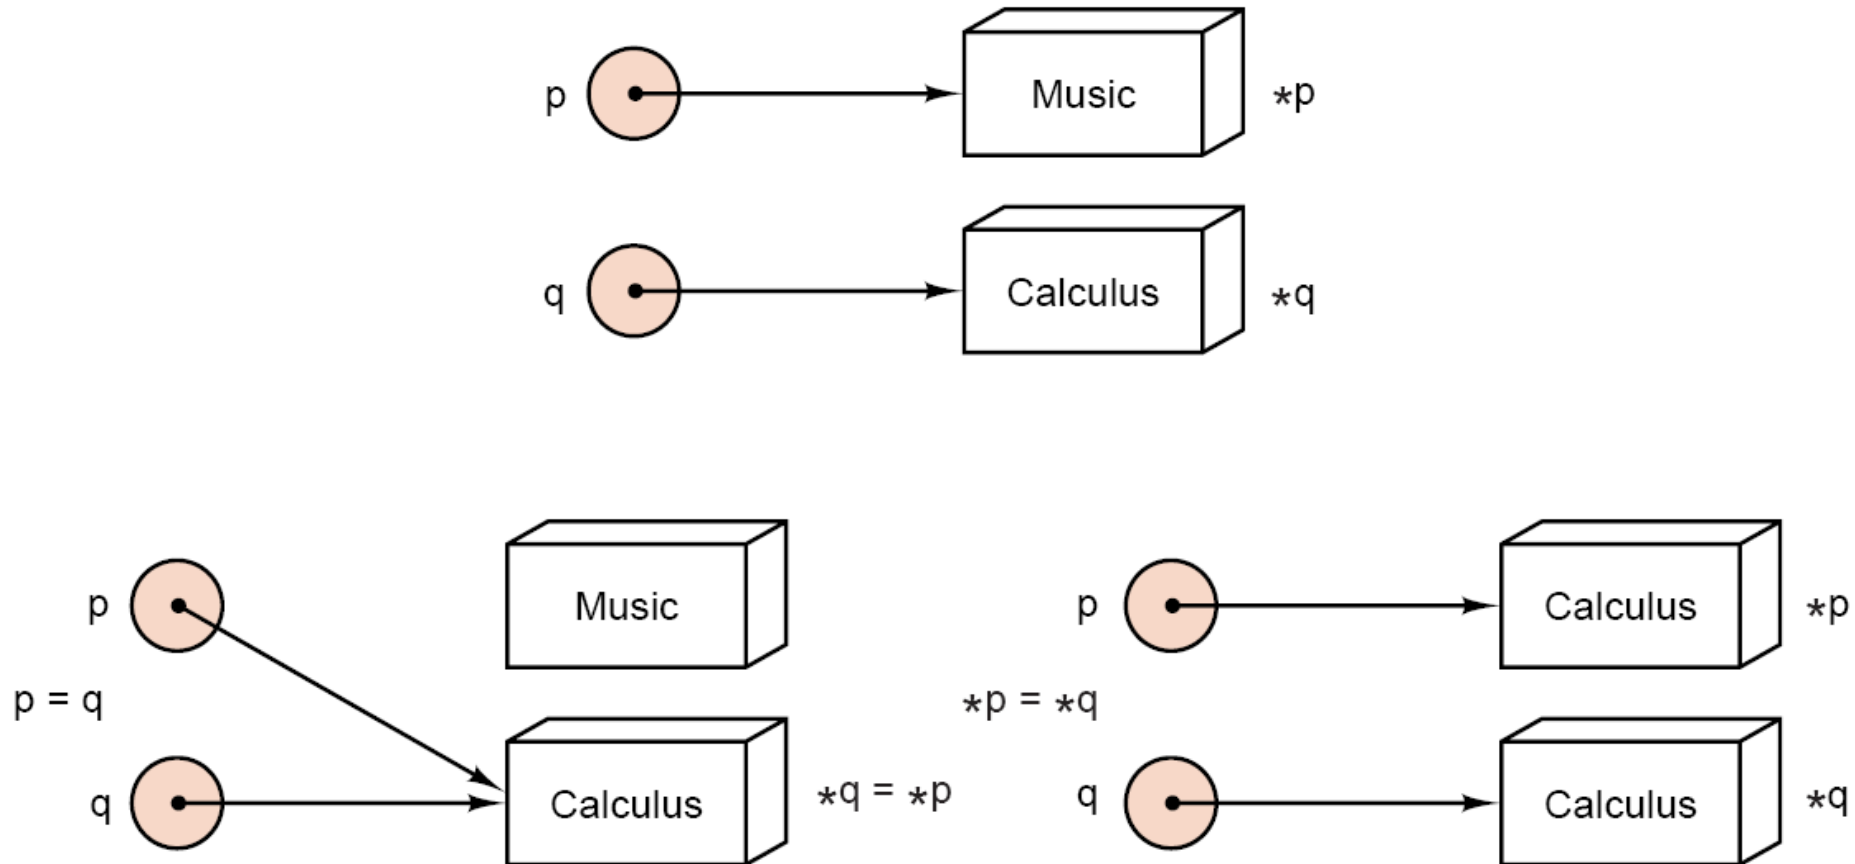 p Music *p
q Calculus *q
p Music
p = q
q Calculus *q = *p
p Calculus *p
*p = *q
q Calculus *q